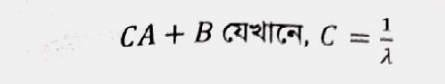 CA + B যেখানে, C = 1/λ